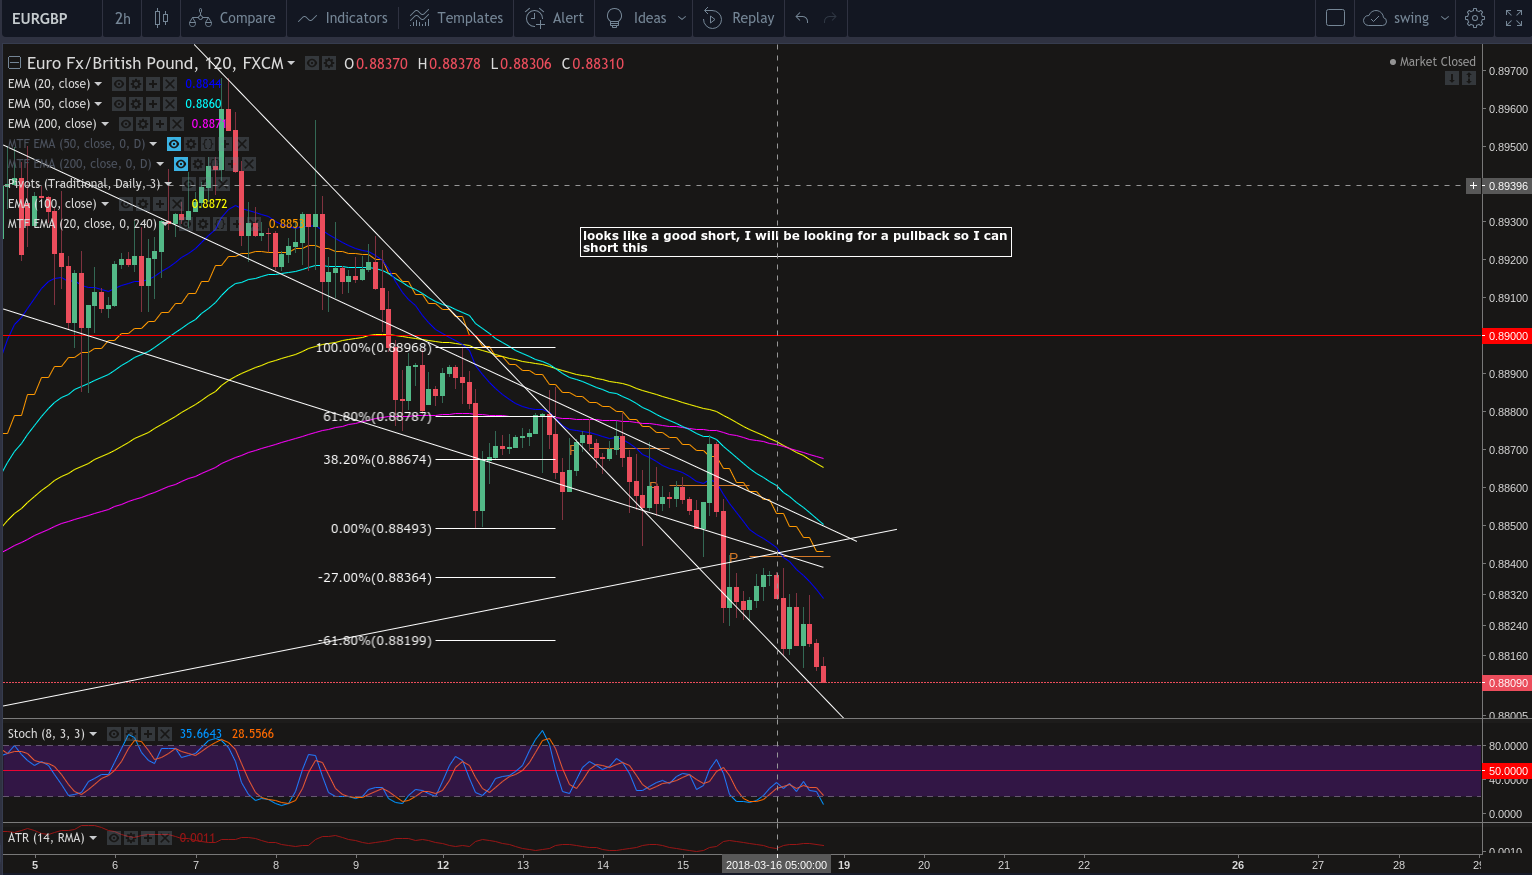 EURGBP 2h Compare Indicators Templates Alert Ideas Replay swing
Euro Fx/British Pound, 120, FXCM O0.88370 H0.88378 L0.88306 C0.88310
Market Closed
EMA (20, close)
EMA (50, close) 0.8860
EMA (200, close) 0.887
MTF EMA (50, close, 0, D)
MTF EMA (200, close, 0, D)
Pivots (Traditional, Daily, 3)
EMA (100, close) 0.8872
MTF EMA (20, close, 0, 240) 0.885
looks like a good short, I will be looking for a pullback so I can
short this
100.00%(0.88968)
61.80%(0.88787)
38.20%(0.88674)
0.00%(0.88493)
-27.00%(0.88364)
-61.80%(0.88199)
P
0.89700
0.89600
0.89500
0.89396
0.89300
0.89200
0.89100
0.89000
0.88900
0.88800
0.88700
0.88600
0.88500
0.88400
0.88320
0.88240
0.88160
0.88090
0.88005
Stoch (8, 3, 3) 35.6643 28.5566
80.0000
50.0000
40.0000
0.0000
ATR (14, RMA) 0.0011
0.0010
5 6 7 8 9 12 13 14 15 2018-03-16 05:00:00 19 20 21 22 26 27 28